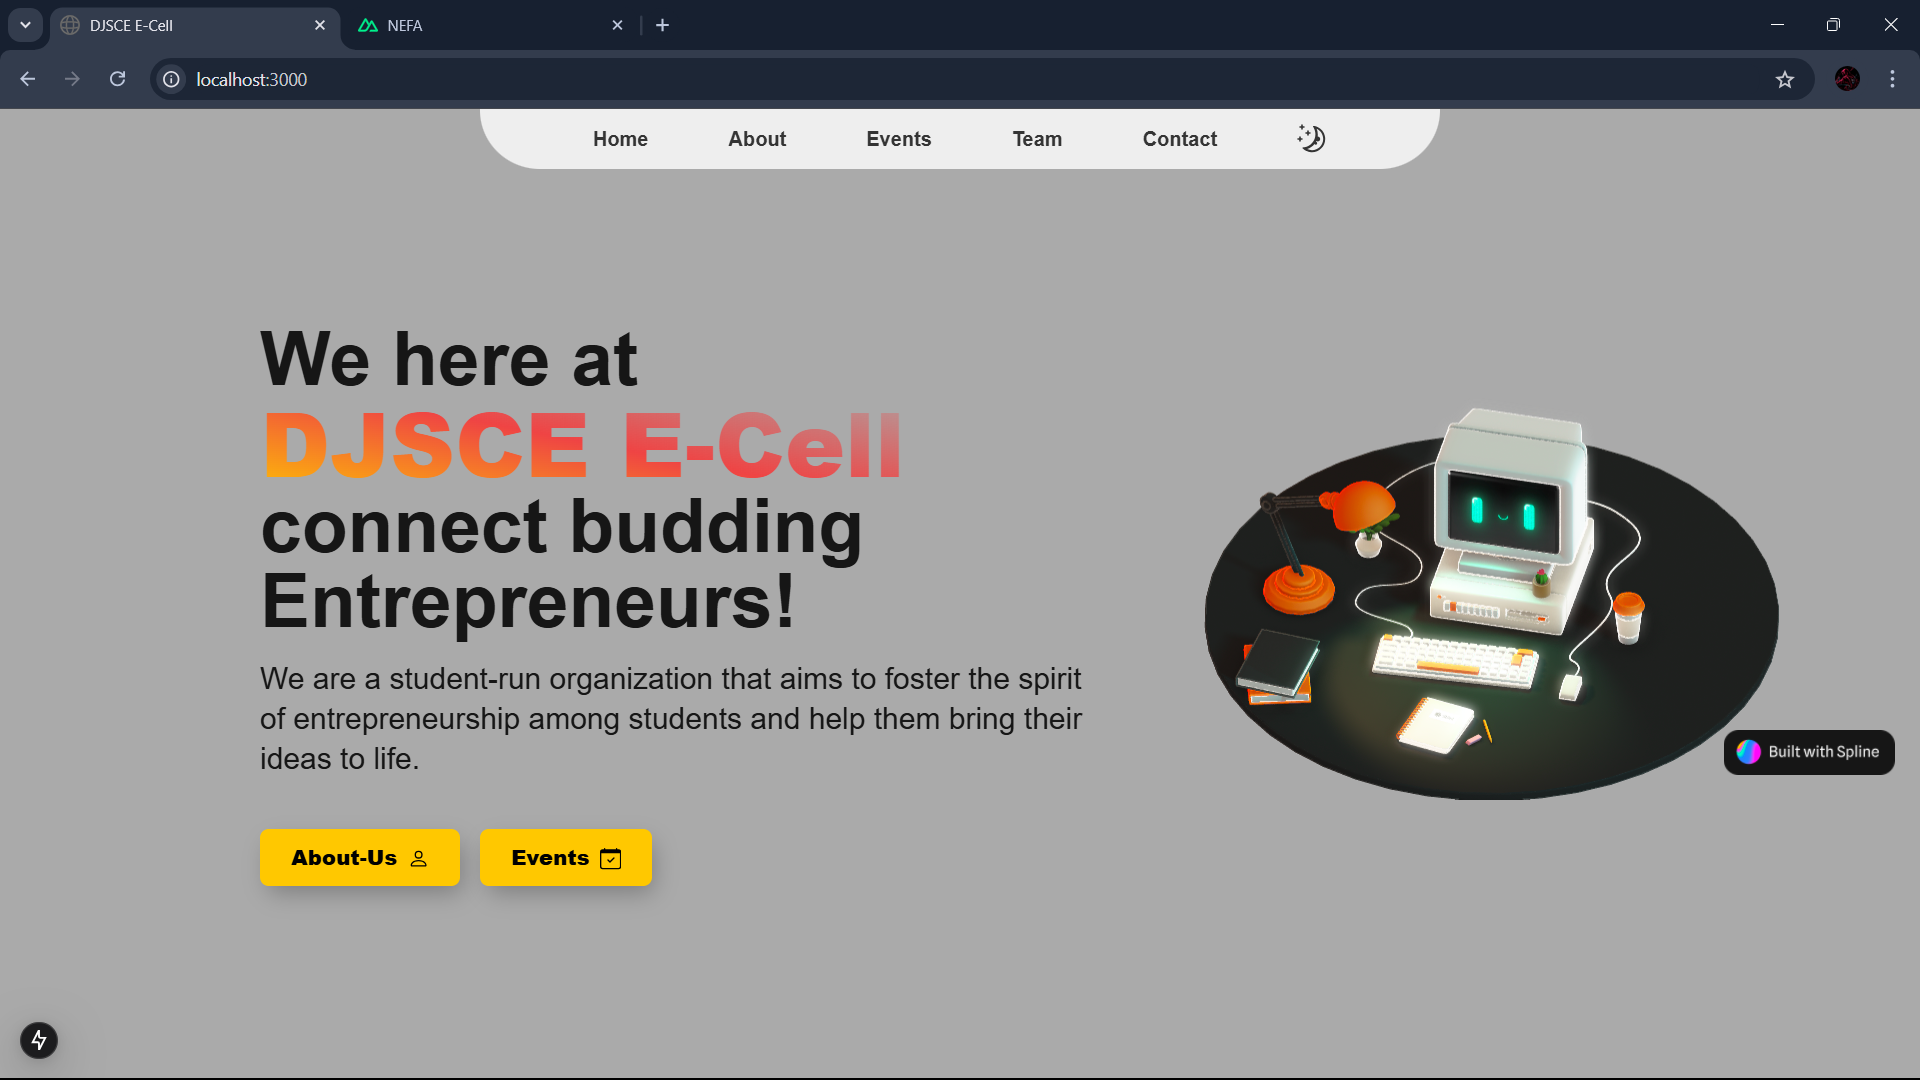 DJSCE E-Cell
NEFA
localhost:3000
Home About Events Team Contact
We here at
DJSCE E-Cell
connect budding
Entrepreneurs!
We are a student-run organization that aims to foster the spirit
of entrepreneurship among students and help them bring their
ideas to life.
About-Us
Events
Built with Spline